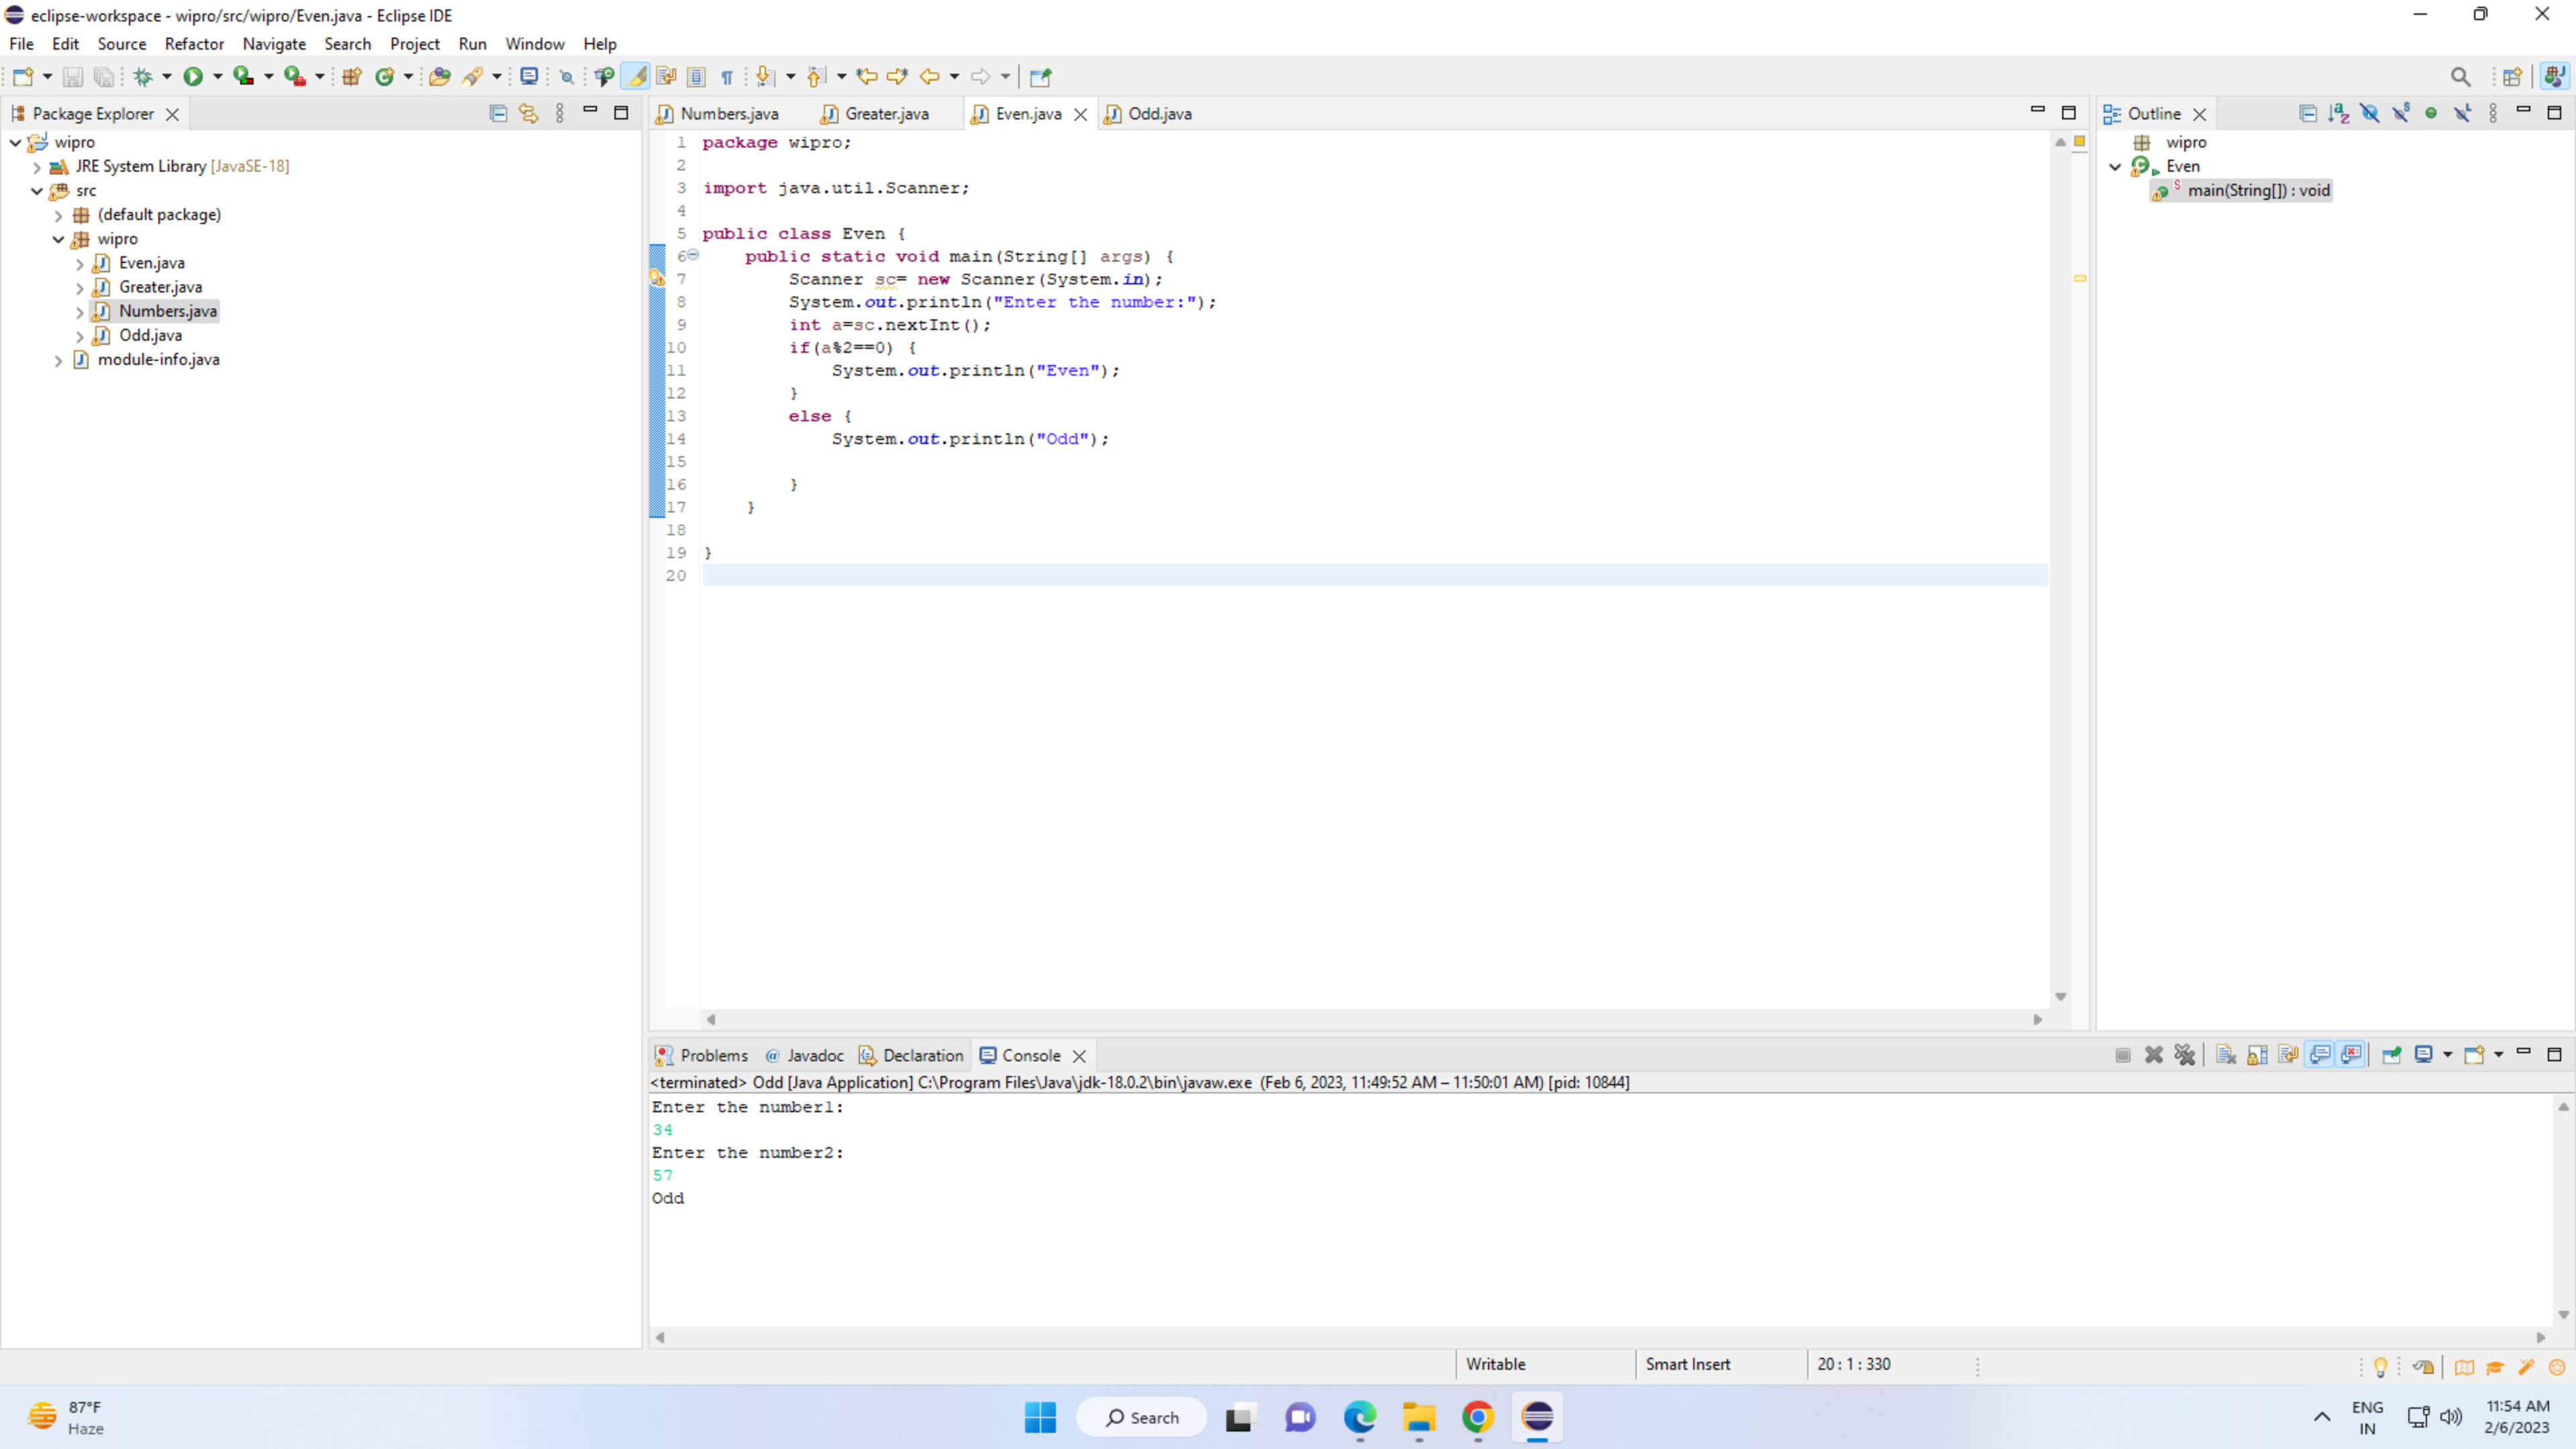 eclipse-workspace - wipro/src/wipro/Even.java - Eclipse IDE
File Edit Source Refactor Navigate Search Project Run Window Help
Package Explorer
wipro
JRE System Library [JavaSE-18]
src
(default package)
wipro
Even.java
Greater.java
Numbers.java
Odd.java
module-info.java
Numbers.java Greater.java Even.java Odd.java
1 package wipro;
2
3 import java.util.Scanner;
4
5 public class Even {
6 public static void main(String[] args) {
7 Scanner sc= new Scanner(System.in);
8 System.out.println("Enter the number:");
9 int a=sc.nextInt();
10 if(a%2==0) {
11 System.out.println("Even");
12 }
13 else {
14 System.out.println("Odd");
15
16 }
17 }
18
19 }
20
Outline
wipro
Even
main(String[]) : void
Problems @ Javadoc Declaration Console
<terminated> Odd [Java Application] C:\Program Files\Java\jdk-18.0.2\bin\javaw.exe (Feb 6, 2023, 11:49:52 AM – 11:50:01 AM) [pid: 10844]
Enter the number1:
34
Enter the number2:
57
Odd
Writable Smart Insert 20 : 1 : 330
87°F
Haze
Search
ENG
IN
11:54 AM
2/6/2023